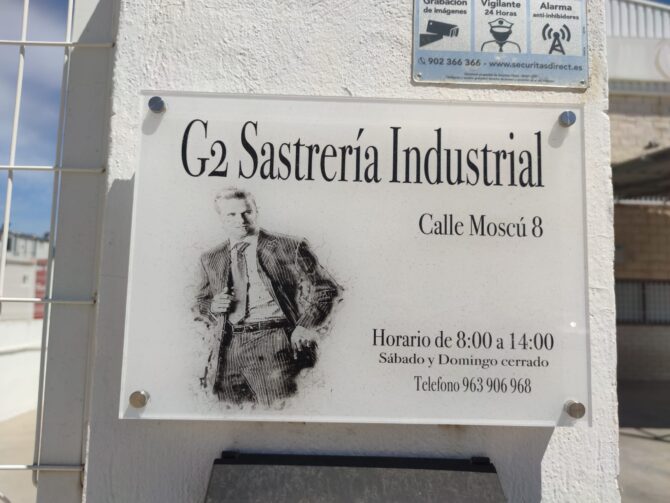 Grabación
de imágenes
Vigilante
24 Horas
Alarma
anti-inhibidores
902 366 366 - www.securitasdirect.es
G2 Sastrería Industrial
Calle Moscú 8
Horario de 8:00 a 14:00
Sábado y Domingo cerrado
Telefono 963 906 968